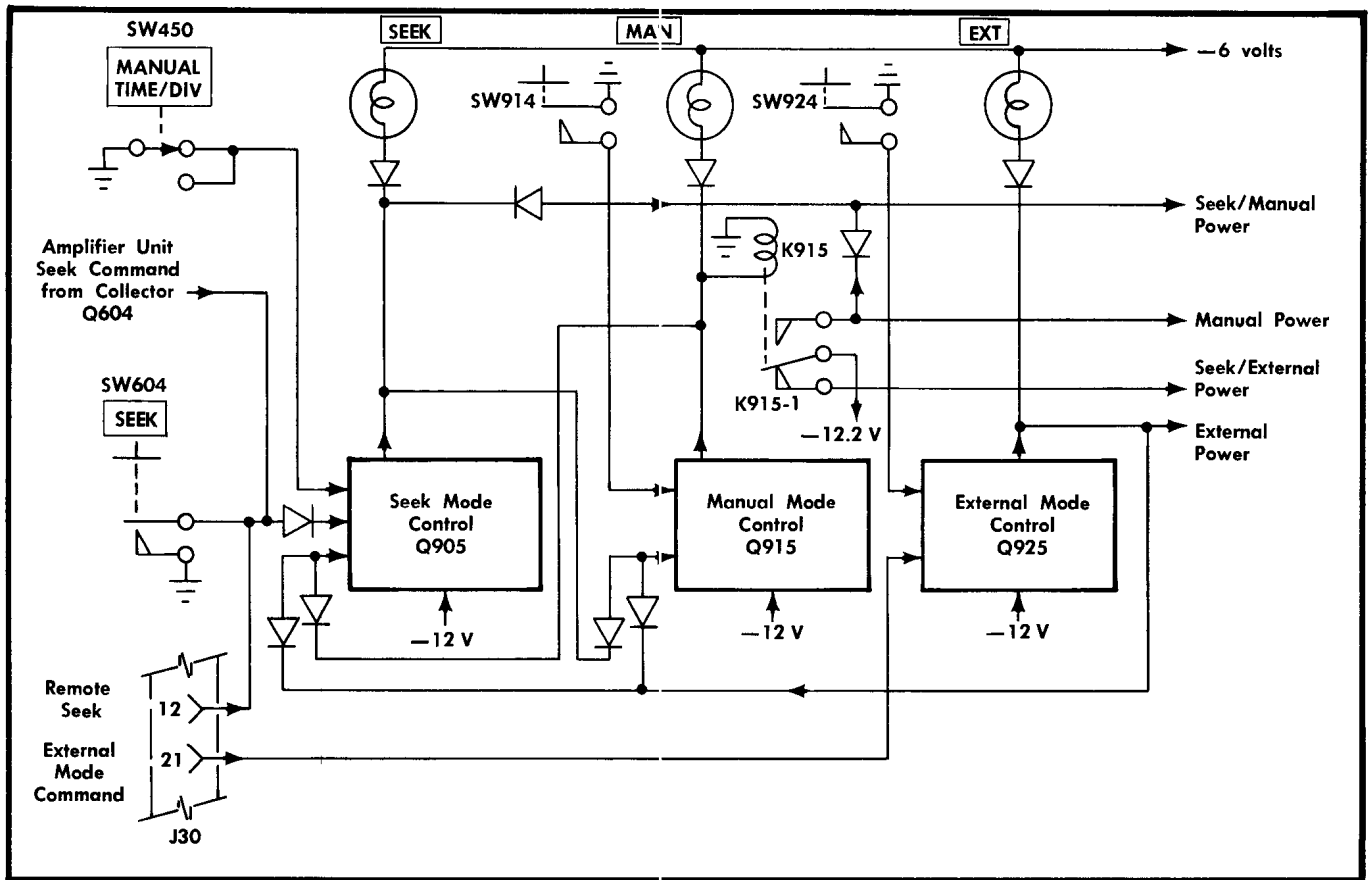 SW450
SEEK
MAN
EXT
MANUAL
TIME/DIV
—6 volts
SW914
SW924
Seek/Manual
Power
K915
Amplifier Unit
Seek Command
from Collector
Q604
Manual Power
SW604
SEEK
K915-1
Seek/External
Power
—12.2 V
External
Power
Seek Mode
Control
Q905
Manual Mode
Control
Q915
External Mode
Control
Q925
—12 V
—12 V
—12 V
Remote
Seek
12
External
Mode
Command
21
J30